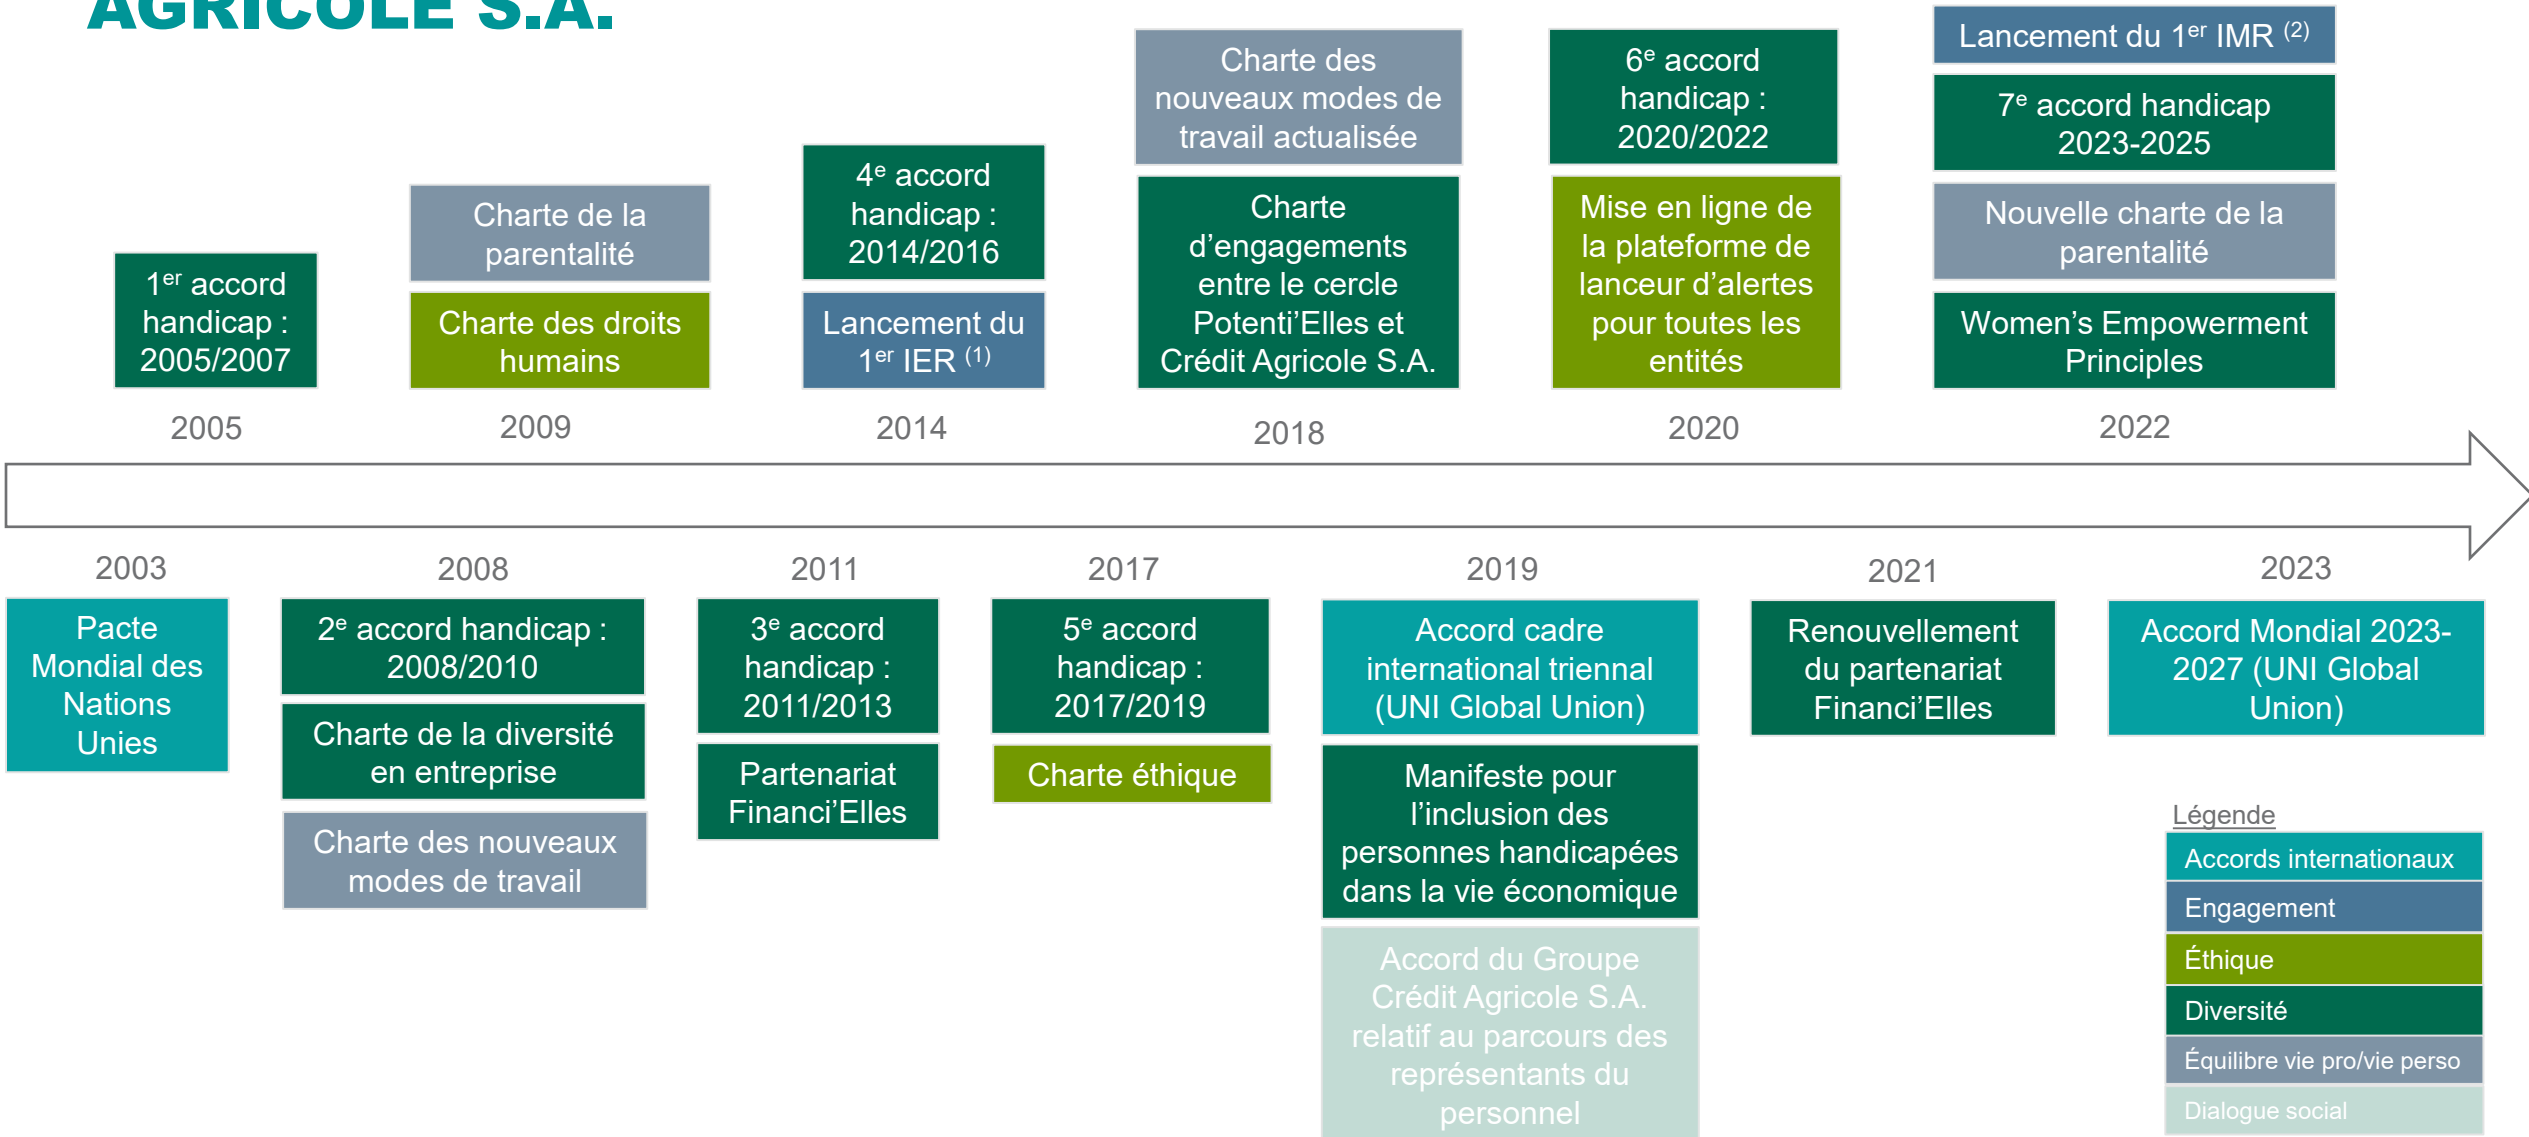 AGRICOLE S.A.
1er accord
handicap :
2005/2007
2005
Charte de la
parentalité
Charte des droits
humains
2009
4e accord
handicap :
2014/2016
Lancement du
1er IER (1)
2014
Charte des
nouveaux modes de
travail actualisée
Charte
d’engagements
entre le cercle
Potenti’Elles et
Crédit Agricole S.A.
2018
6e accord
handicap :
2020/2022
Mise en ligne de
la plateforme de
lanceur d’alertes
pour toutes les
entités
2020
Lancement du 1er IMR (2)
7e accord handicap
2023-2025
Nouvelle charte de la
parentalité
Women’s Empowerment
Principles
2022
2003
Pacte
Mondial des
Nations
Unies
2008
2e accord handicap :
2008/2010
Charte de la diversité
en entreprise
Charte des nouveaux
modes de travail
2011
3e accord
handicap :
2011/2013
Partenariat
Financi’Elles
2017
5e accord
handicap :
2017/2019
Charte éthique
2019
Accord cadre
international triennal
(UNI Global Union)
Manifeste pour
l’inclusion des
personnes handicapées
dans la vie économique
Accord du Groupe
Crédit Agricole S.A.
relatif au parcours des
représentants du
personnel
2021
Renouvellement
du partenariat
Financi’Elles
2023
Accord Mondial 2023-
2027 (UNI Global
Union)
Légende
Accords internationaux
Engagement
Éthique
Diversité
Équilibre vie pro/vie perso
Dialogue social